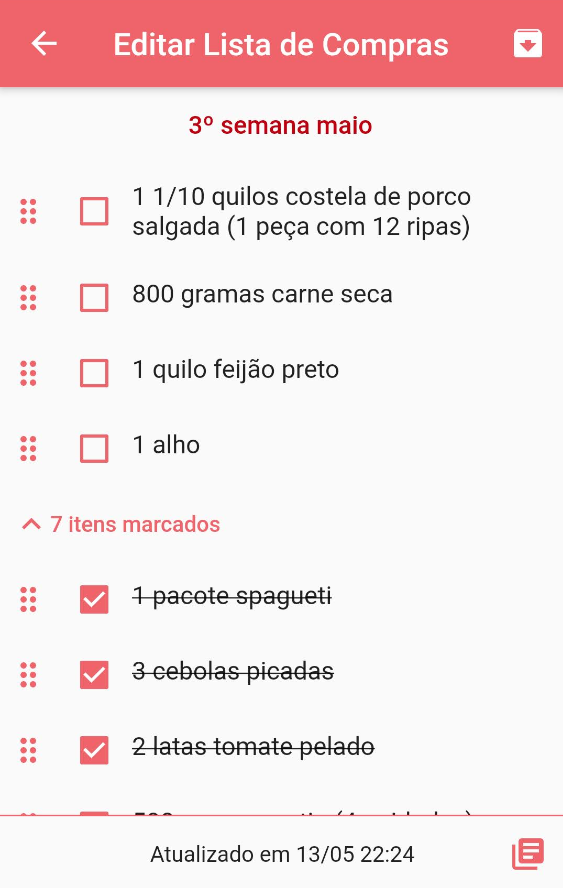 Editar Lista de Compras
3º semana maio
1 1/10 quilos costela de porco
salgada (1 peça com 12 ripas)
800 gramas carne seca
1 quilo feijão preto
1 alho
7 itens marcados
1 pacote spagueti
3 cebolas picadas
2 latas tomate pelado
Atualizado em 13/05 22:24